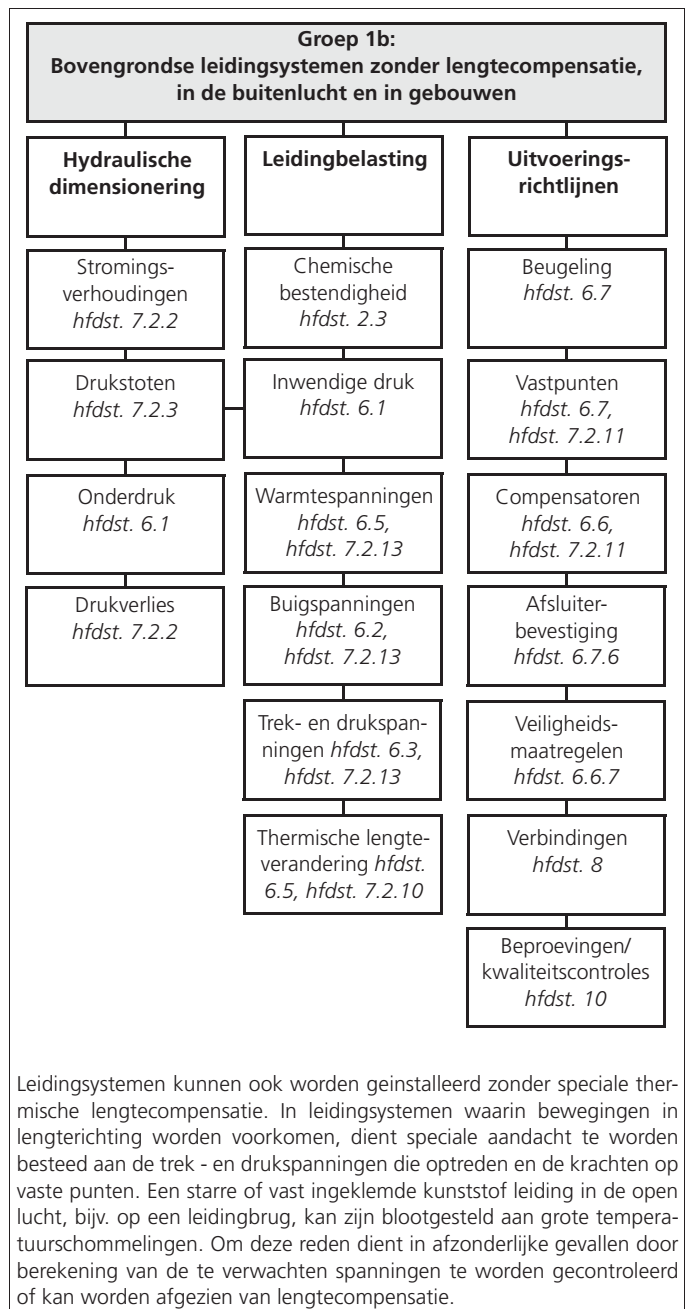 Groep 1b:
Bovengrondse leidingsystemen zonder lengtecompensatie,
in de buitenlucht en in gebouwen
Hydraulische
dimensionering
Stromings-
verhoudingen
hfdst. 7.2.2
Drukstoten
hfdst. 7.2.3
Onderdruk
hfdst. 6.1
Drukverlies
hfdst. 7.2.2
Leidingbelasting
Chemische
bestendigheid
hfdst. 2.3
Inwendige druk
hfdst. 6.1
Warmtespanningen
hfdst. 6.5,
hfdst. 7.2.13
Buigspanningen
hfdst. 6.2,
hfdst. 7.2.13
Trek- en drukspan-
ningen hfdst. 6.3,
hfdst. 7.2.13
Thermische lengte-
verandering hfdst.
6.5, hfdst. 7.2.10
Uitvoerings-
richtlijnen
Beugeling
hfdst. 6.7
Vastpunten
hfdst. 6.7,
hfdst. 7.2.11
Compensatoren
hfdst. 6.6,
hfdst. 7.2.11
Afsluiter-
bevestiging
hfdst. 6.7.6
Veiligheids-
maatregelen
hfdst. 6.6.7
Verbindingen
hfdst. 8
Beproevingen/
kwaliteitscontroles
hfdst. 10
Leidingsystemen kunnen ook worden geinstalleerd zonder speciale ther-
mische lengtecompensatie. In leidingsystemen waarin bewegingen in
lengterichting worden voorkomen, dient speciale aandacht te worden
besteed aan de trek - en drukspanningen die optreden en de krachten op
vaste punten. Een starre of vast ingeklemde kunststof leiding in de open
lucht, bijv. op een leidingbrug, kan zijn blootgesteld aan grote tempera-
tuurschommelingen. Om deze reden dient in afzonderlijke gevallen door
berekening van de te verwachten spanningen te worden gecontroleerd
of kan worden afgezien van lengtecompensatie.